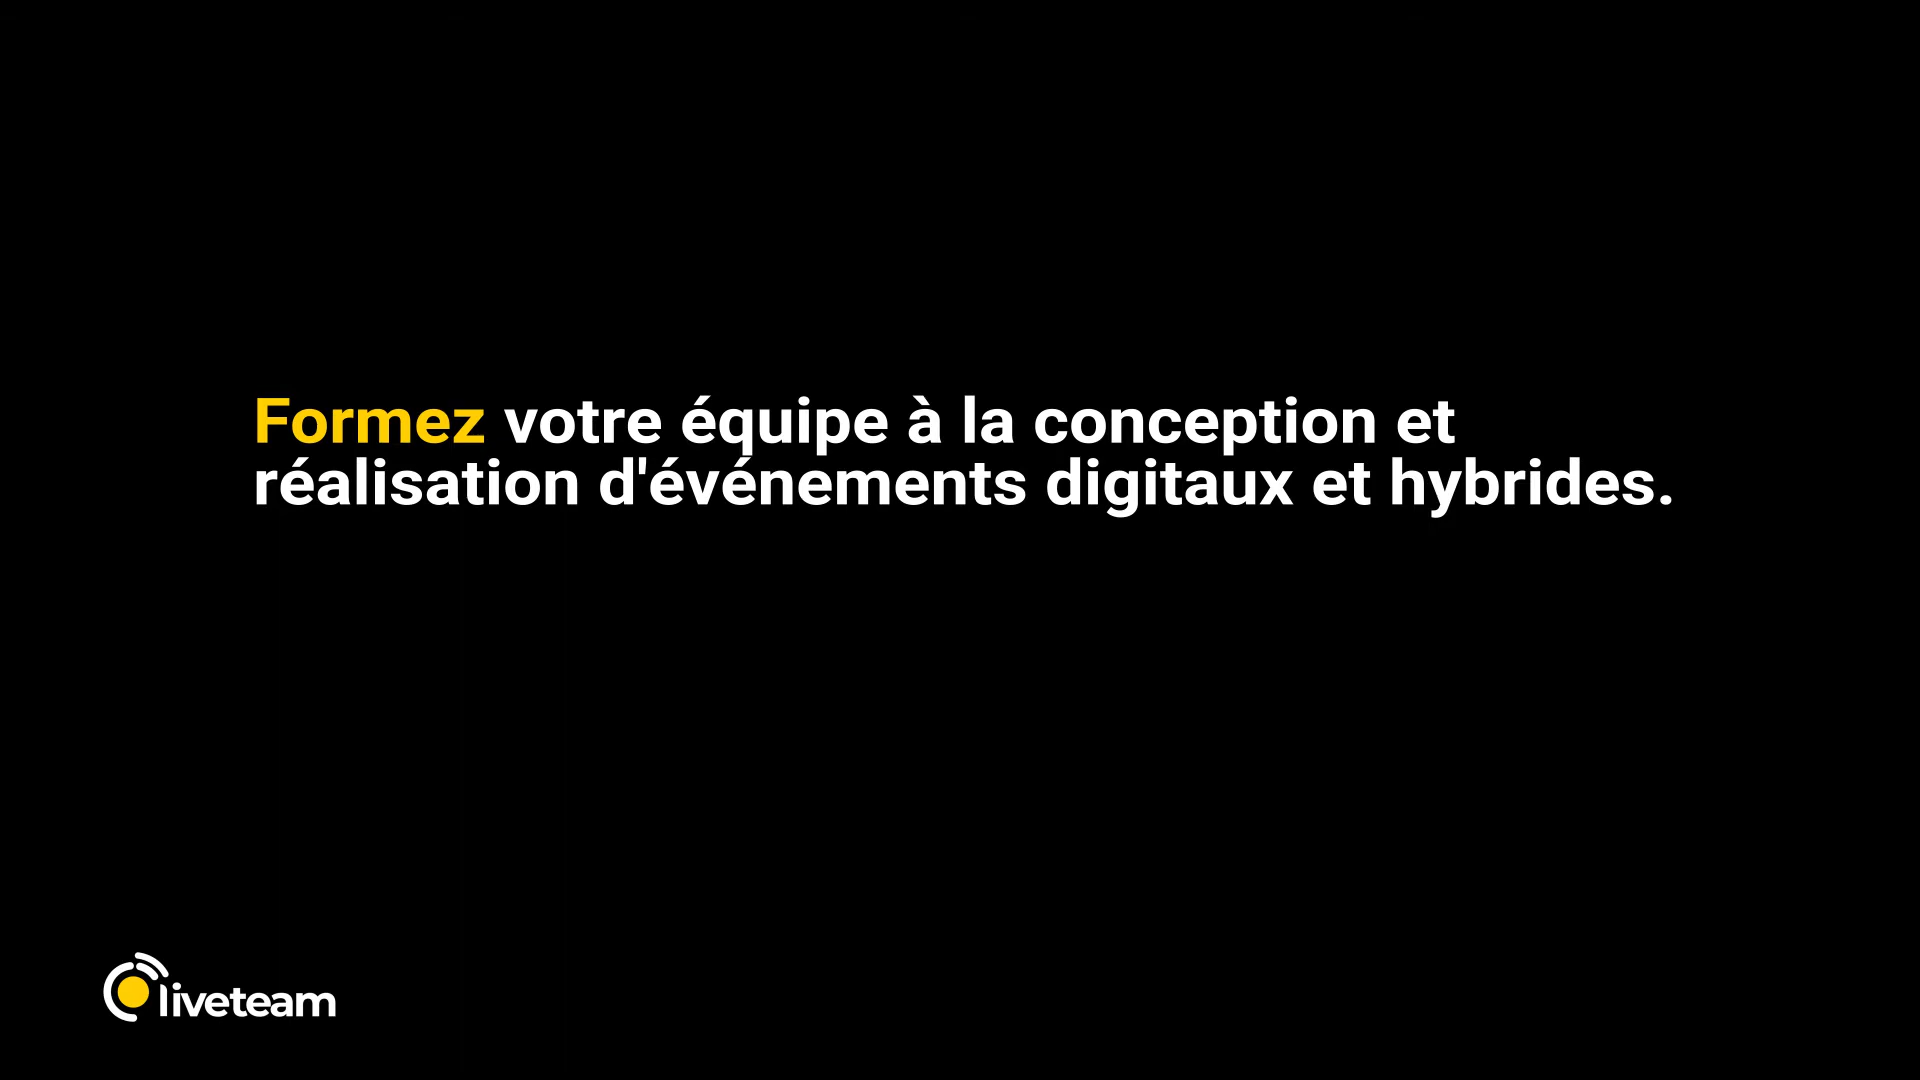 Formez votre équipe à la conception et
réalisation d'événements digitaux et hybrides.
liveteam